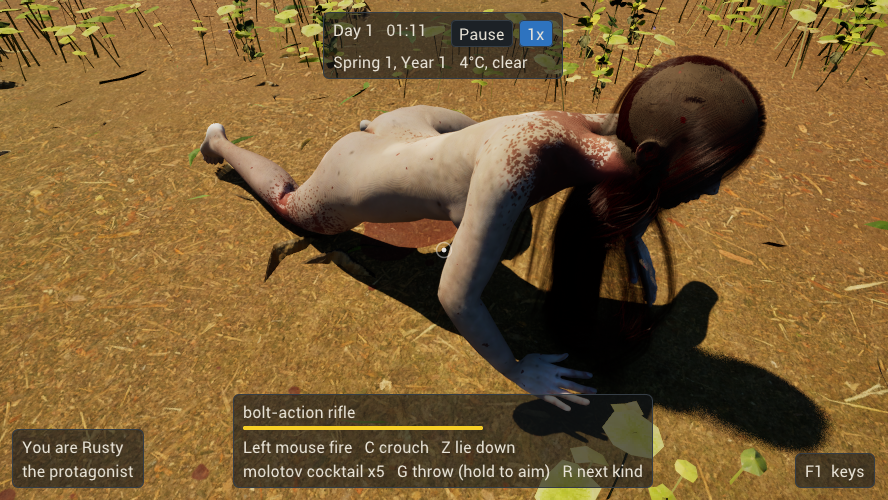 Day 1 01:11 Pause 1x
Spring 1, Year 1 4°C, clear
bolt-action rifle
Left mouse fire C crouch Z lie down
molotov cocktail x5 G throw (hold to aim) R next kind
You are Rusty
the protagonist
F1 keys